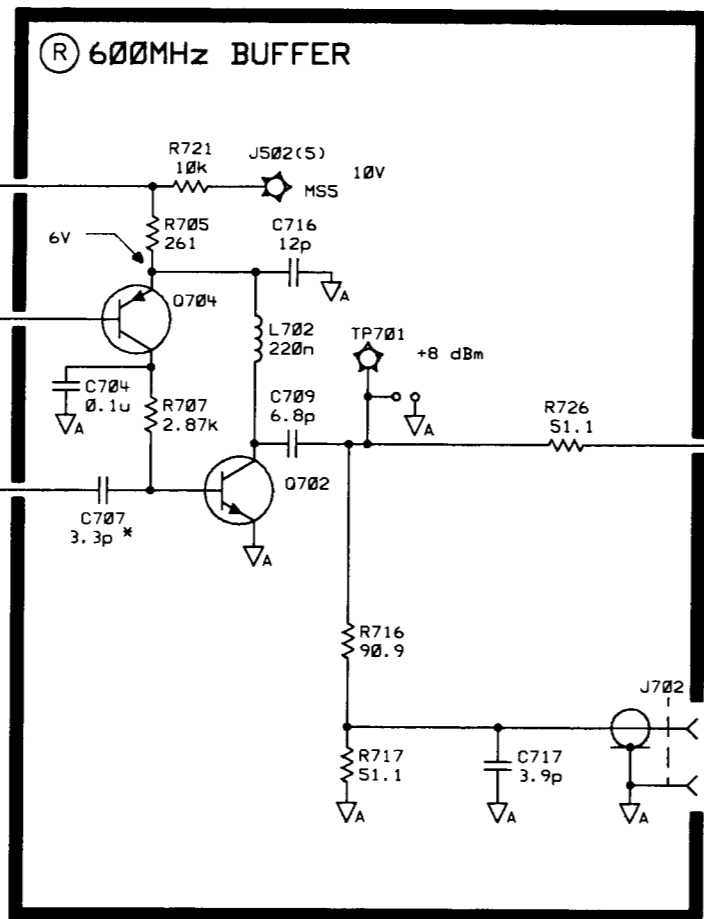 R 600MHz BUFFER
R721
10k
J502(5)
MS5
10V
R705
261
6V
C716
12p
A
Q704
L702
220n
TP701
+8 dBm
C704
0.1u
A
R707
2.87k
C709
6.8p
A
R726
51.1
Q702
C707
3.3p *
A
R716
90.9
J702
R717
51.1
C717
3.9p
A
A
A